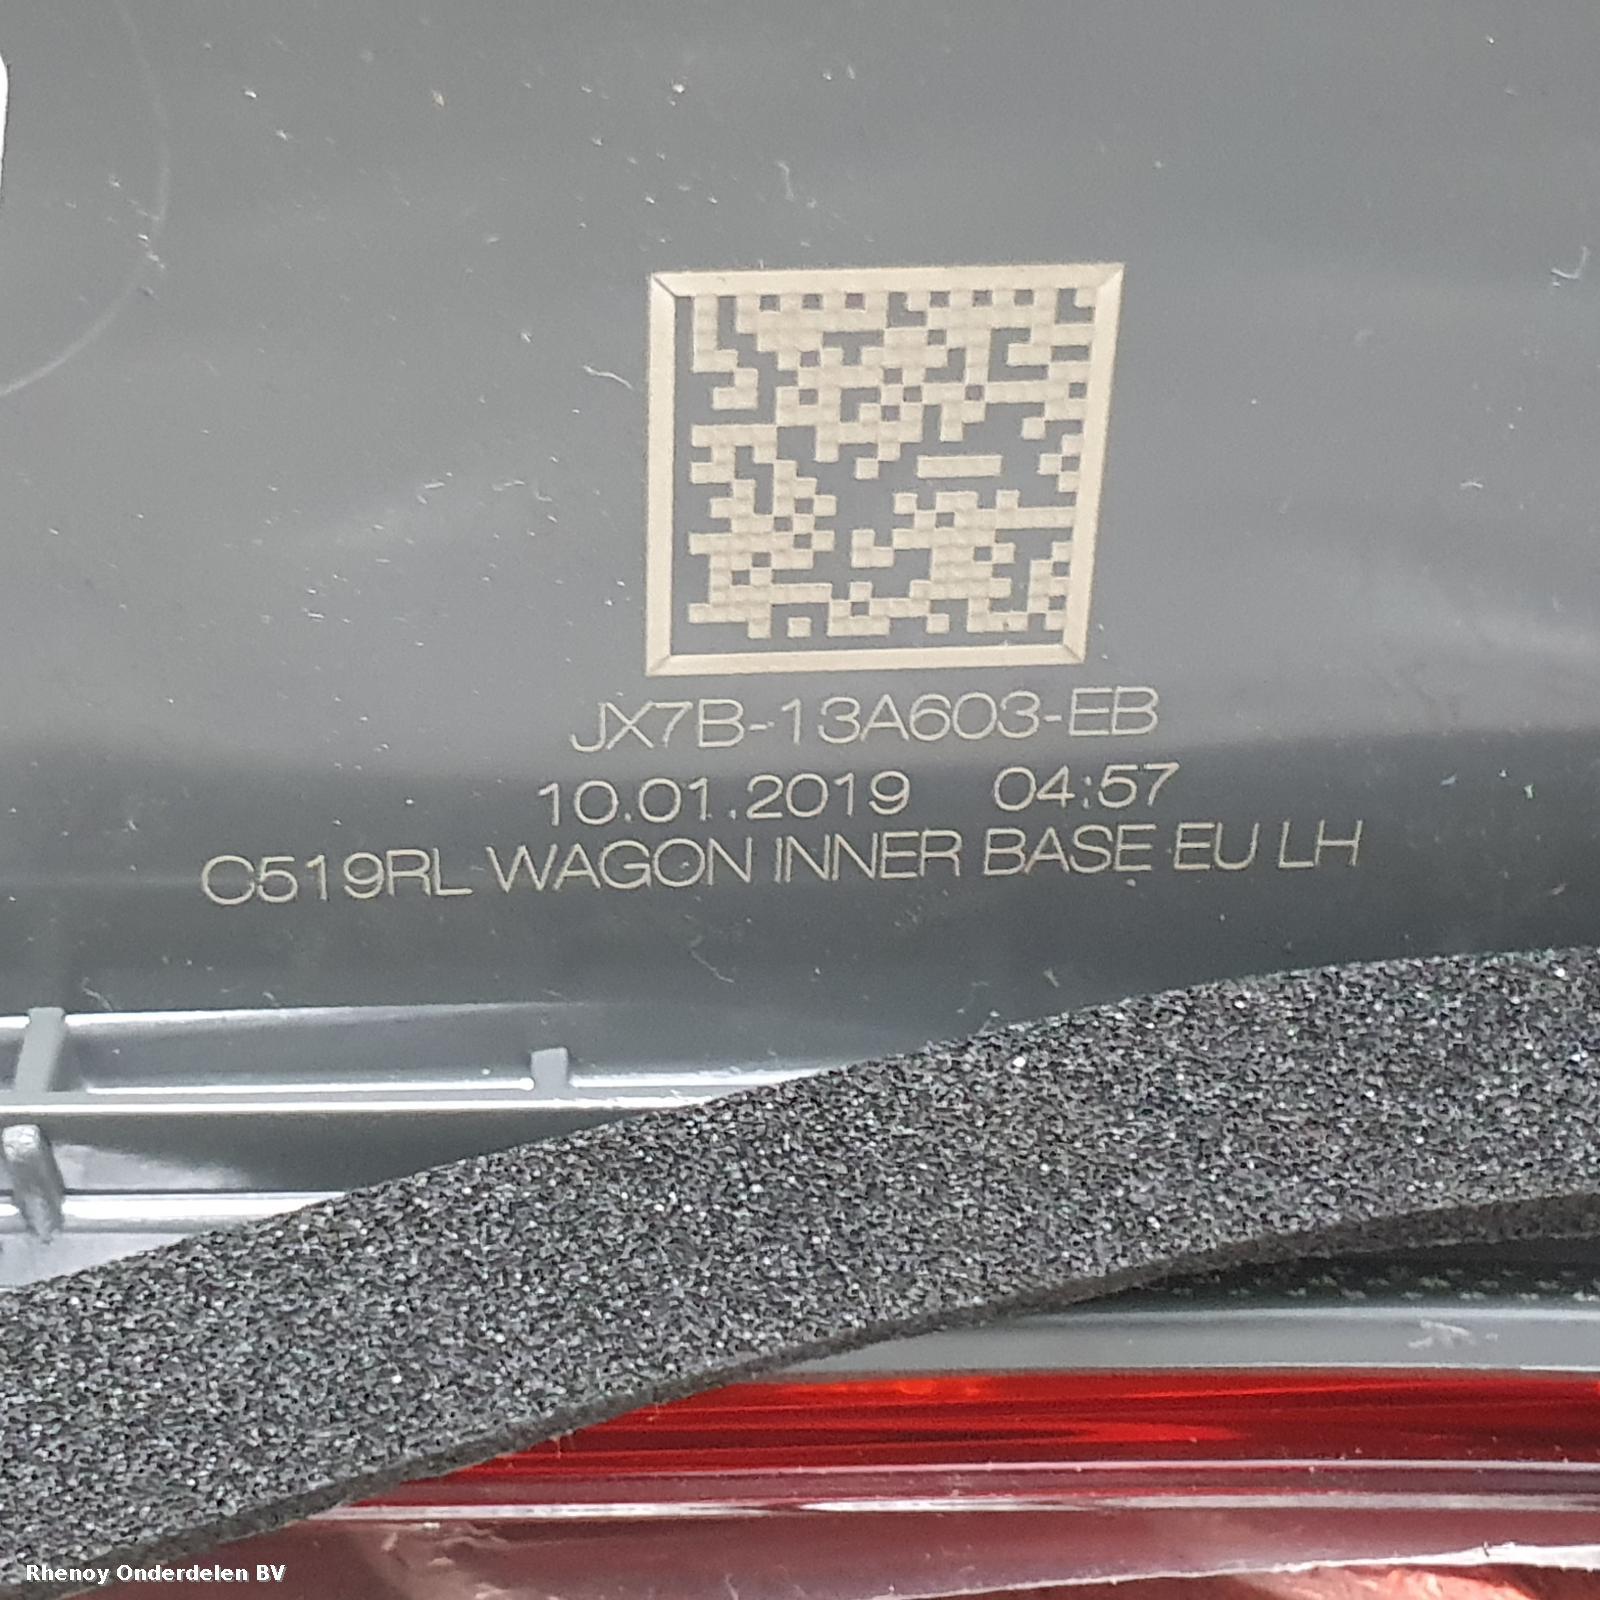 JX7B-13A603-EB
10.01.2019 04:57
C519RL WAGON INNER BASE EU LH
Rhenoy Onderdelen BV